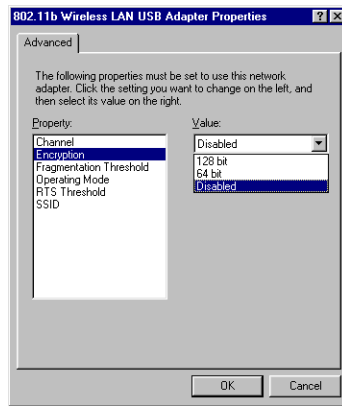 802.11b Wireless LAN USB Adapter Properties
Advanced
The following properties must be set to use this network
adapter. Click the setting you want to change on the left, and
then select its value on the right.
Property:
Channel
Encryption
Fragmentation Threshold
Operating Mode
RTS Threshold
SSID
Value:
Disabled
128 bit
64 bit
Disabled
OK
Cancel